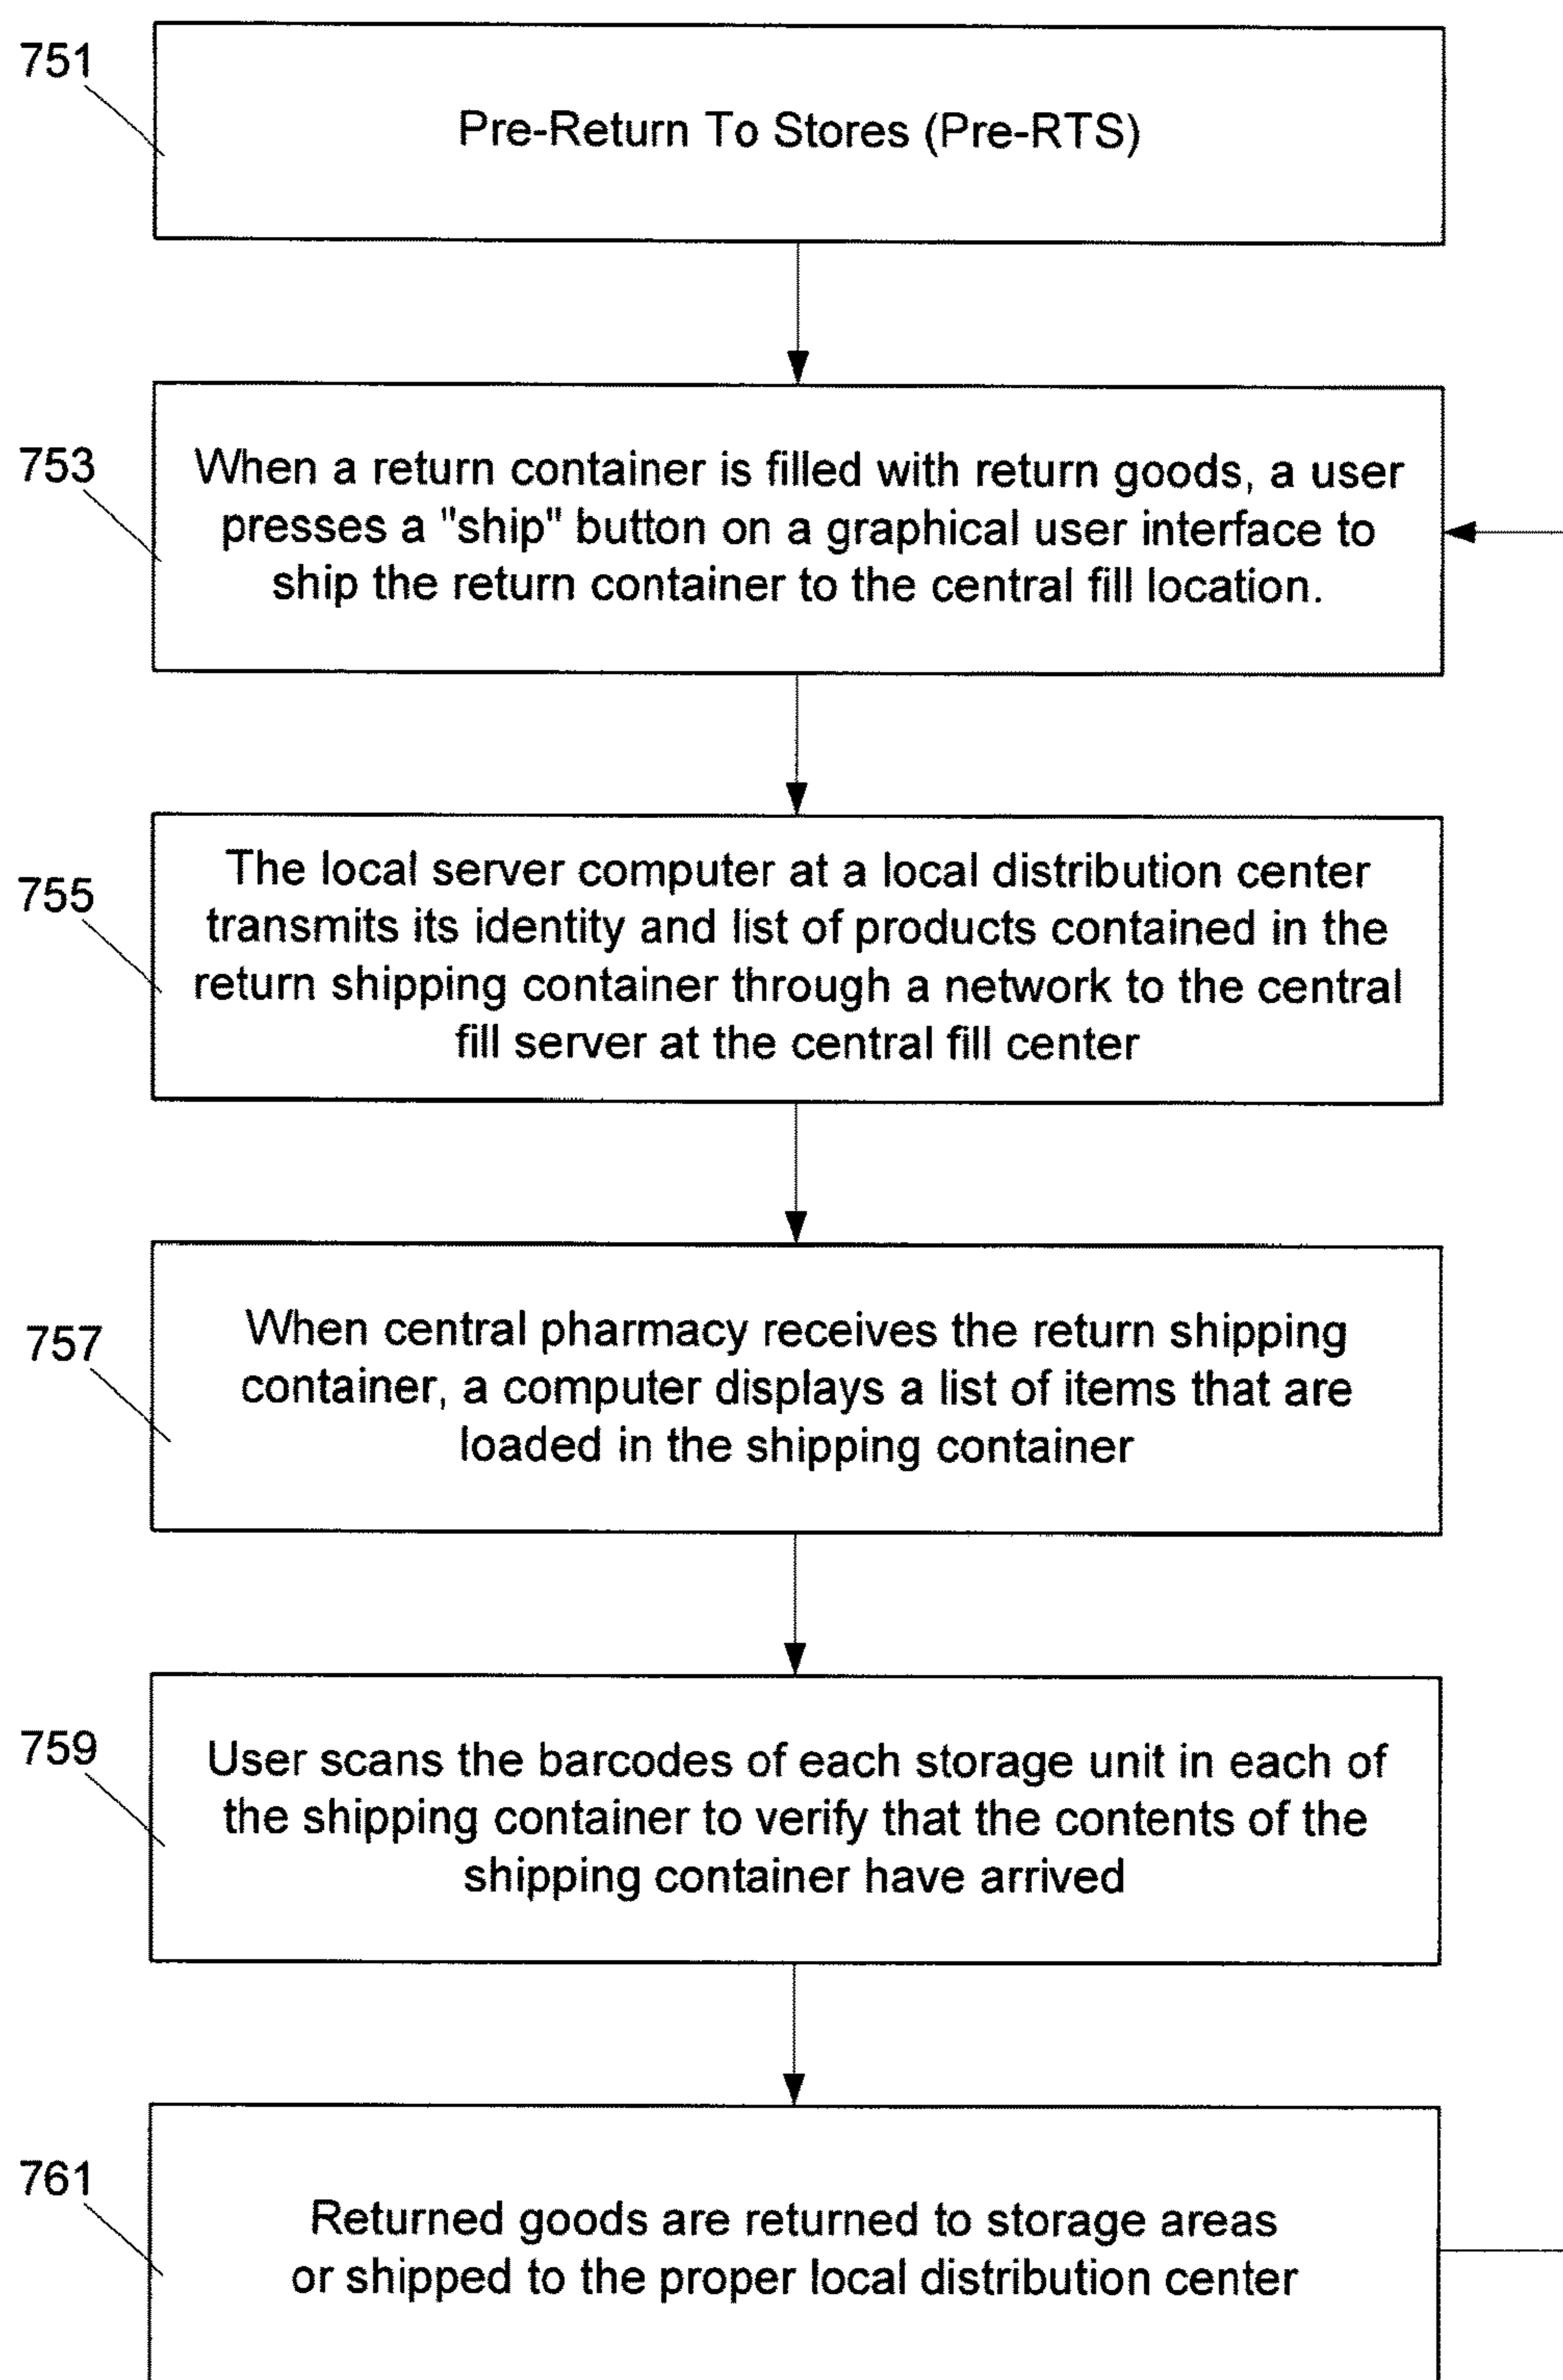 751
Pre-Return To Stores (Pre-RTS)
753
When a return container is filled with return goods, a user
presses a "ship" button on a graphical user interface to
ship the return container to the central fill location.
755
The local server computer at a local distribution center
transmits its identity and list of products contained in the
return shipping container through a network to the central
fill server at the central fill center
757
When central pharmacy receives the return shipping
container, a computer displays a list of items that are
loaded in the shipping container
759
User scans the barcodes of each storage unit in each of
the shipping container to verify that the contents of the
shipping container have arrived
761
Returned goods are returned to storage areas
or shipped to the proper local distribution center